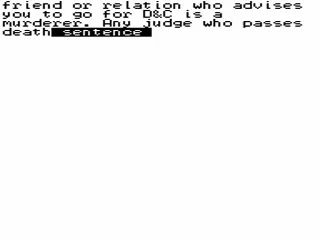 friend or relation who advises
you to go for D&C is a
murderer. Any judge who passes
death sentence